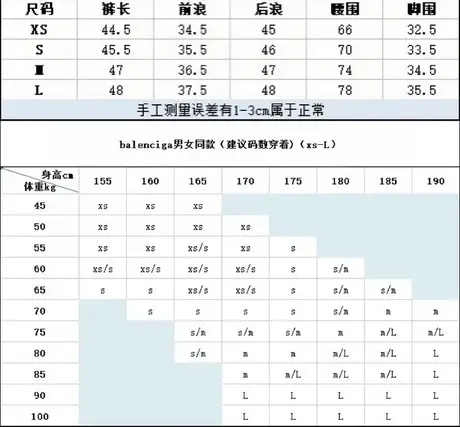 尺码 裤长 前浪 后浪 腰围 脚围
XS 44.5 34.5 45 66 32.5
S 45.5 35.5 46 70 33.5
M 47 36.5 47 74 34.5
L 48 37.5 48 78 35.5
手工测量误差有1-3cm属于正常
balenciga男女同款（建议码数穿着）(xs-L)
身高cm
体重kg 155 160 165 170 175 180 185 190
45 xs xs xs
50 xs xs xs xs
55 xs xs xs/s xs s
60 xs/s xs/s xs/s xs/s s s/m
65 s s xs/s xs/s s s/m s/m
70 s s s s s/m m m
75 s/m s/m s/m m m/L m/L
80 s/m m m m/L m/L L
85 m m/L m/L m/L L
90 L L L L L
100 L L L L L